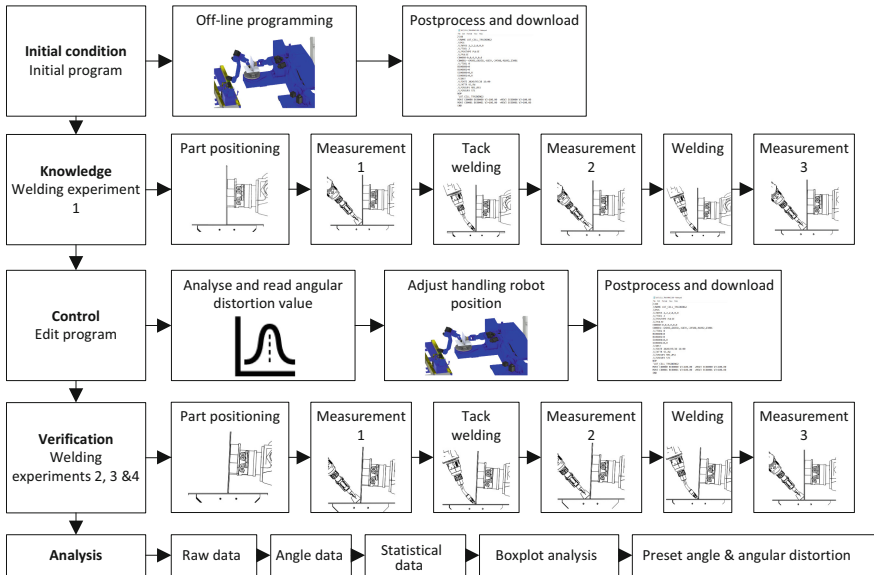 Initial condition
Initial program
Off-line programming
Postprocess and download
Knowledge
Welding experiment
1
Part positioning
Measurement
1
Tack
welding
Measurement
2
Welding
Measurement
3
Control
Edit program
Analyse and read angular
distortion value
Adjust handling robot
position
Postprocess and download
Verification
Welding
experiments 2, 3 &4
Part positioning
Measurement
1
Tack
welding
Measurement
2
Welding
Measurement
3
Analysis
Raw data
Angle data
Statistical
data
Boxplot analysis
Preset angle & angular distortion